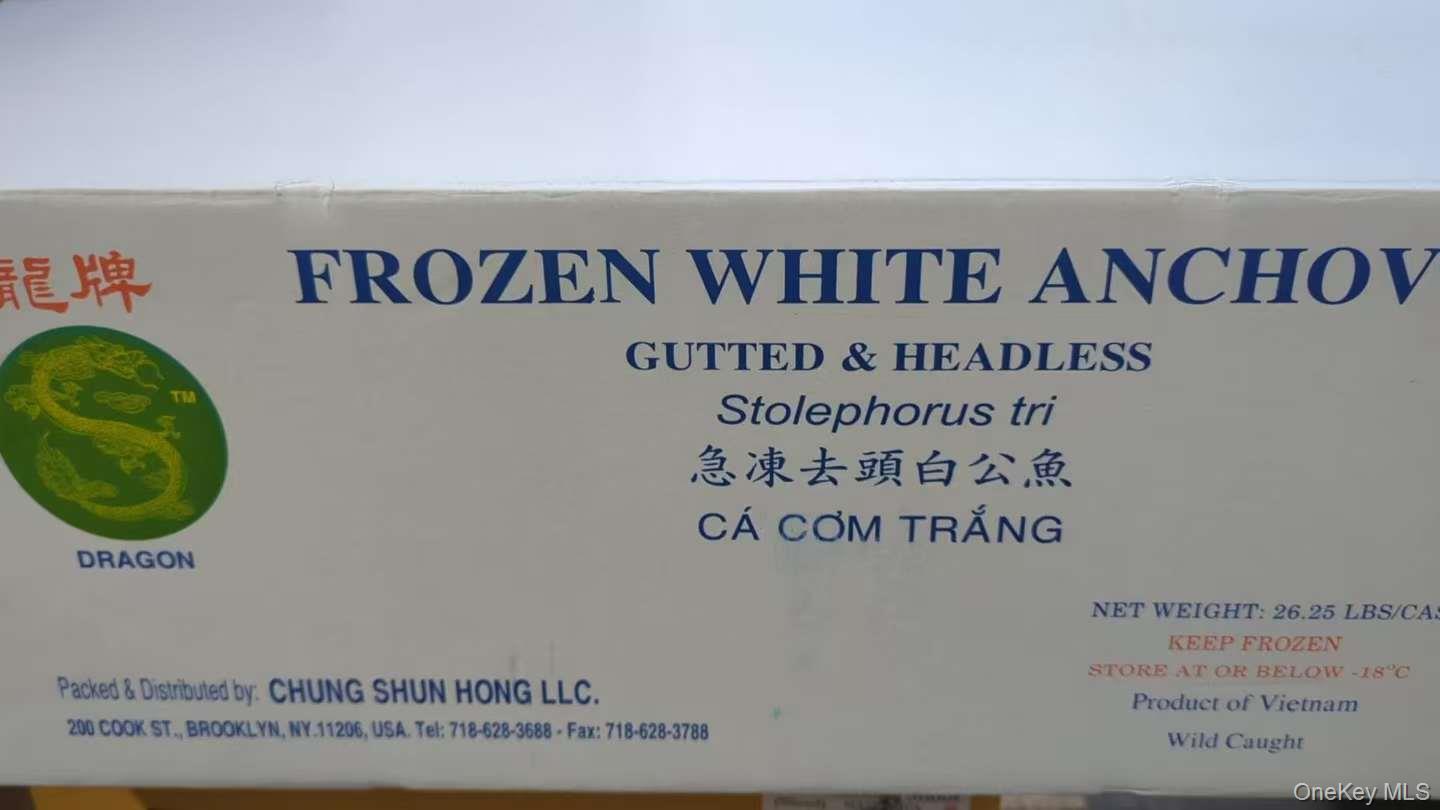 龍牌
FROZEN WHITE ANCHOV
GUTTED & HEADLESS
Stolephorus tri
急凍去頭白公魚
CÁ CƠM TRẮNG
TM
DRAGON
NET WEIGHT: 26.25 LBS/CAS
KEEP FROZEN
STORE AT OR BELOW -18°C
Product of Vietnam
Wild Caught
Packed & Distributed by: CHUNG SHUN HONG LLC.
200 COOK ST., BROOKLYN, NY.11206, USA. Tel: 718-628-3688 - Fax: 718-628-3788
OneKey MLS